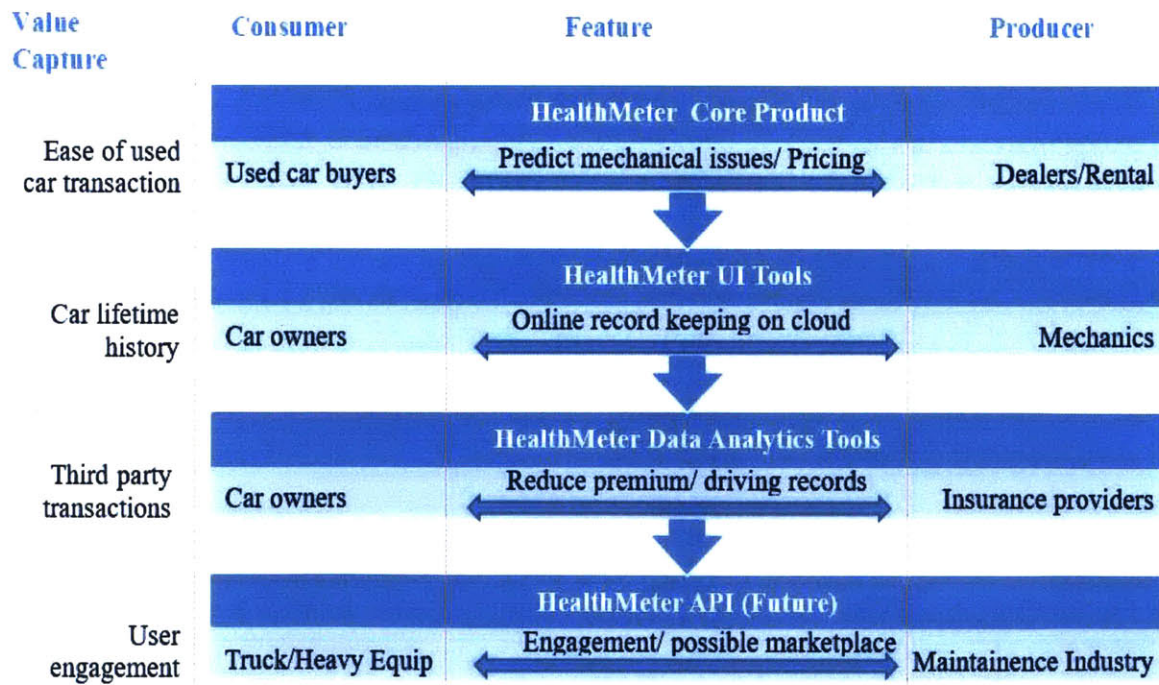 Value Capture
Consumer
Feature
Producer
HealthMeter Core Product
Ease of used
car transaction
Used car buyers
Predict mechanical issues/ Pricing
Dealers/Rental
HealthMeter UI Tools
Car lifetime
history
Car owners
Online record keeping on cloud
Mechanics
HealthMeter Data Analytics Tools
Third party
transactions
Car owners
Reduce premium/ driving records
Insurance providers
HealthMeter API (Future)
User
engagement
Truck/Heavy Equip
Engagement/ possible marketplace
Maintainence Industry